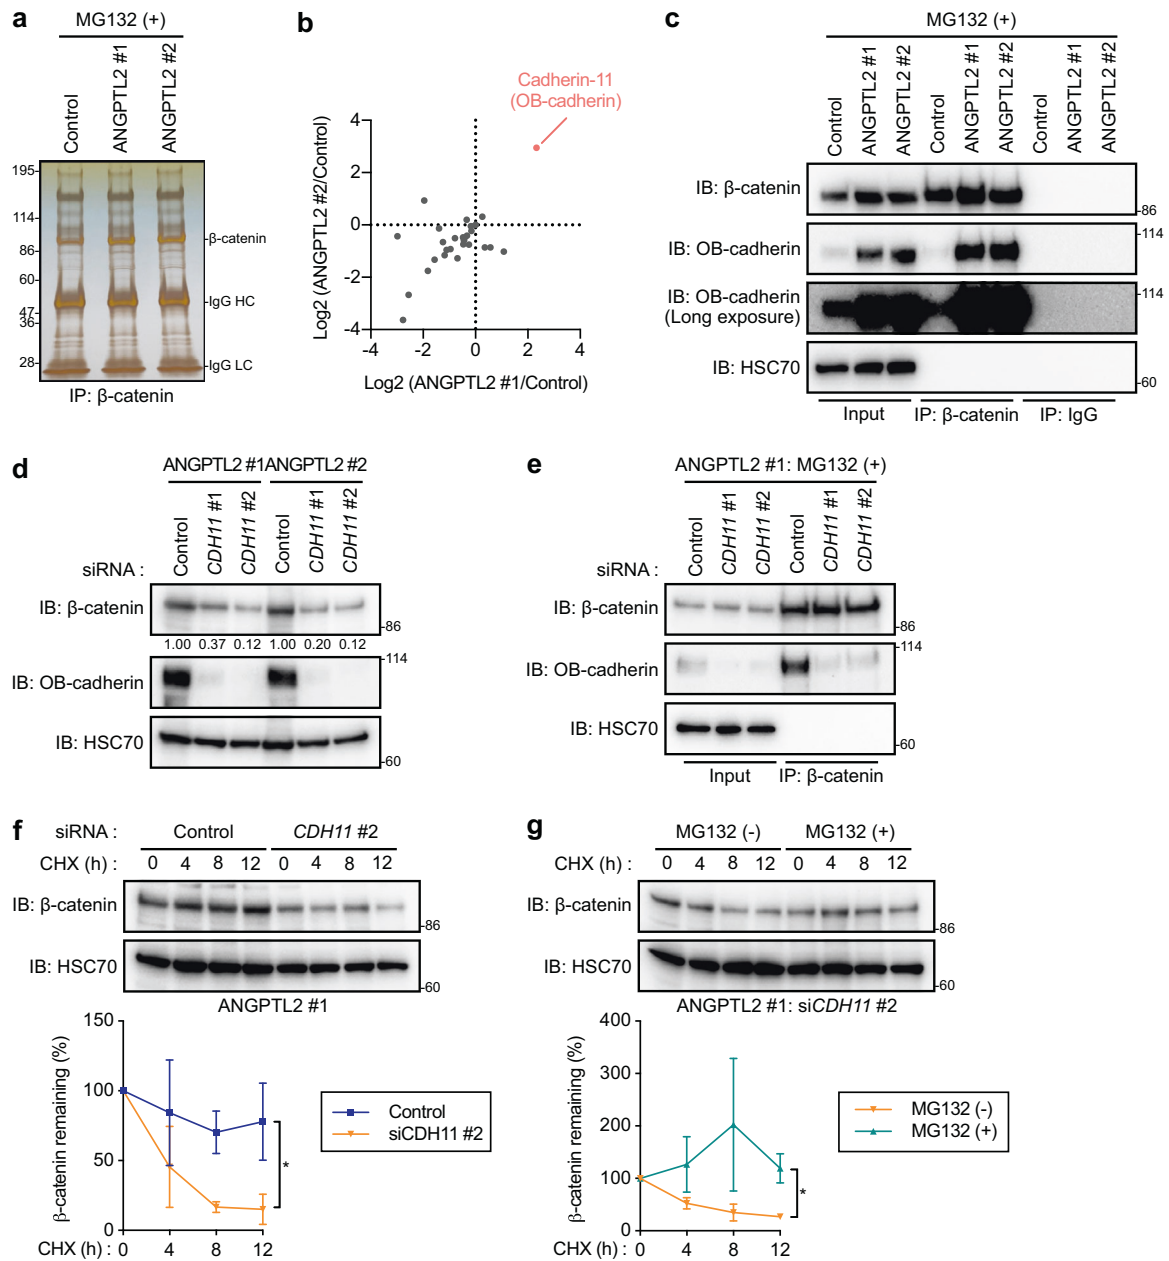 a
MG132 (+)
Control
ANGPTL2 #1
ANGPTL2 #2
195
114
86
60
47
36
28
β-catenin
IgG HC
IgG LC
IP: β-catenin
b
Cadherin-11
(OB-cadherin)
Log2 (ANGPTL2 #2/Control)
4
2
0
-2
-4
-4 -2 0 2 4
Log2 (ANGPTL2 #1/Control)
c
MG132 (+)
Control ANGPTL2 #1 ANGPTL2 #2 Control ANGPTL2 #1 ANGPTL2 #2 Control ANGPTL2 #1 ANGPTL2 #2
IB: β-catenin
-86
IB: OB-cadherin
-114
IB: OB-cadherin
(Long exposure)
-114
IB: HSC70
-60
Input IP: β-catenin IP: IgG
d
ANGPTL2 #1 ANGPTL2 #2
siRNA : Control CDH11 #1 CDH11 #2 Control CDH11 #1 CDH11 #2
IB: β-catenin
-86
1.00 0.37 0.12 1.00 0.20 0.12
IB: OB-cadherin
-114
IB: HSC70
-60
e
ANGPTL2 #1: MG132 (+)
siRNA : Control CDH11 #1 CDH11 #2 Control CDH11 #1 CDH11 #2
IB: β-catenin
-86
IB: OB-cadherin
-114
IB: HSC70
-60
Input IP: β-catenin
f
siRNA : Control CDH11 #2
CHX (h) : 0 4 8 12 0 4 8 12
IB: β-catenin
-86
IB: HSC70
-60
ANGPTL2 #1
β-catenin remaining (%)
150
100
50
0
CHX (h) : 0 4 8 12
*
Control
siCDH11 #2
g
MG132 (-) MG132 (+)
CHX (h) : 0 4 8 12 0 4 8 12
IB: β-catenin
-86
IB: HSC70
-60
ANGPTL2 #1: siCDH11 #2
β-catenin remaining (%)
400
300
200
100
0
CHX (h) : 0 4 8 12
*
MG132 (-)
MG132 (+)